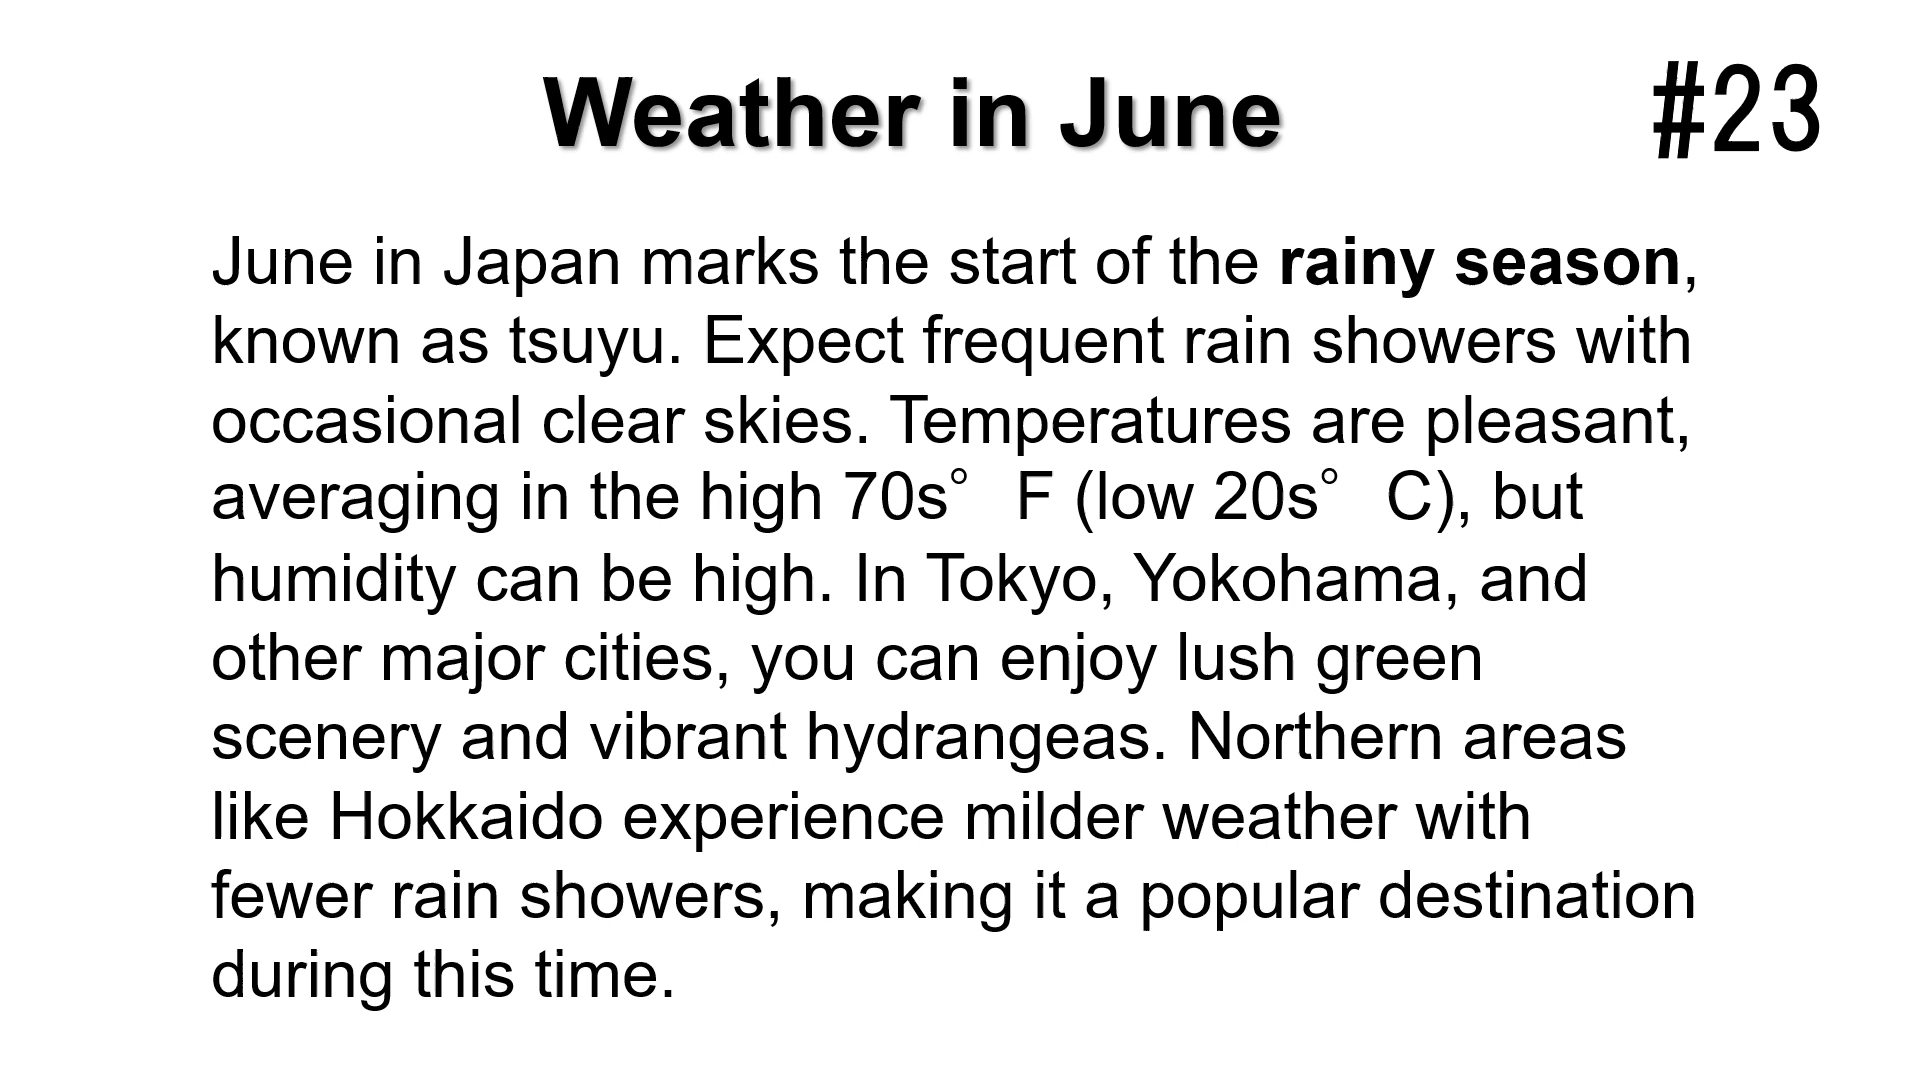 Weather in June
#23
June in Japan marks the start of the rainy season,
known as tsuyu. Expect frequent rain showers with
occasional clear skies. Temperatures are pleasant,
averaging in the high 70s° F (low 20s° C), but
humidity can be high. In Tokyo, Yokohama, and
other major cities, you can enjoy lush green
scenery and vibrant hydrangeas. Northern areas
like Hokkaido experience milder weather with
fewer rain showers, making it a popular destination
during this time.